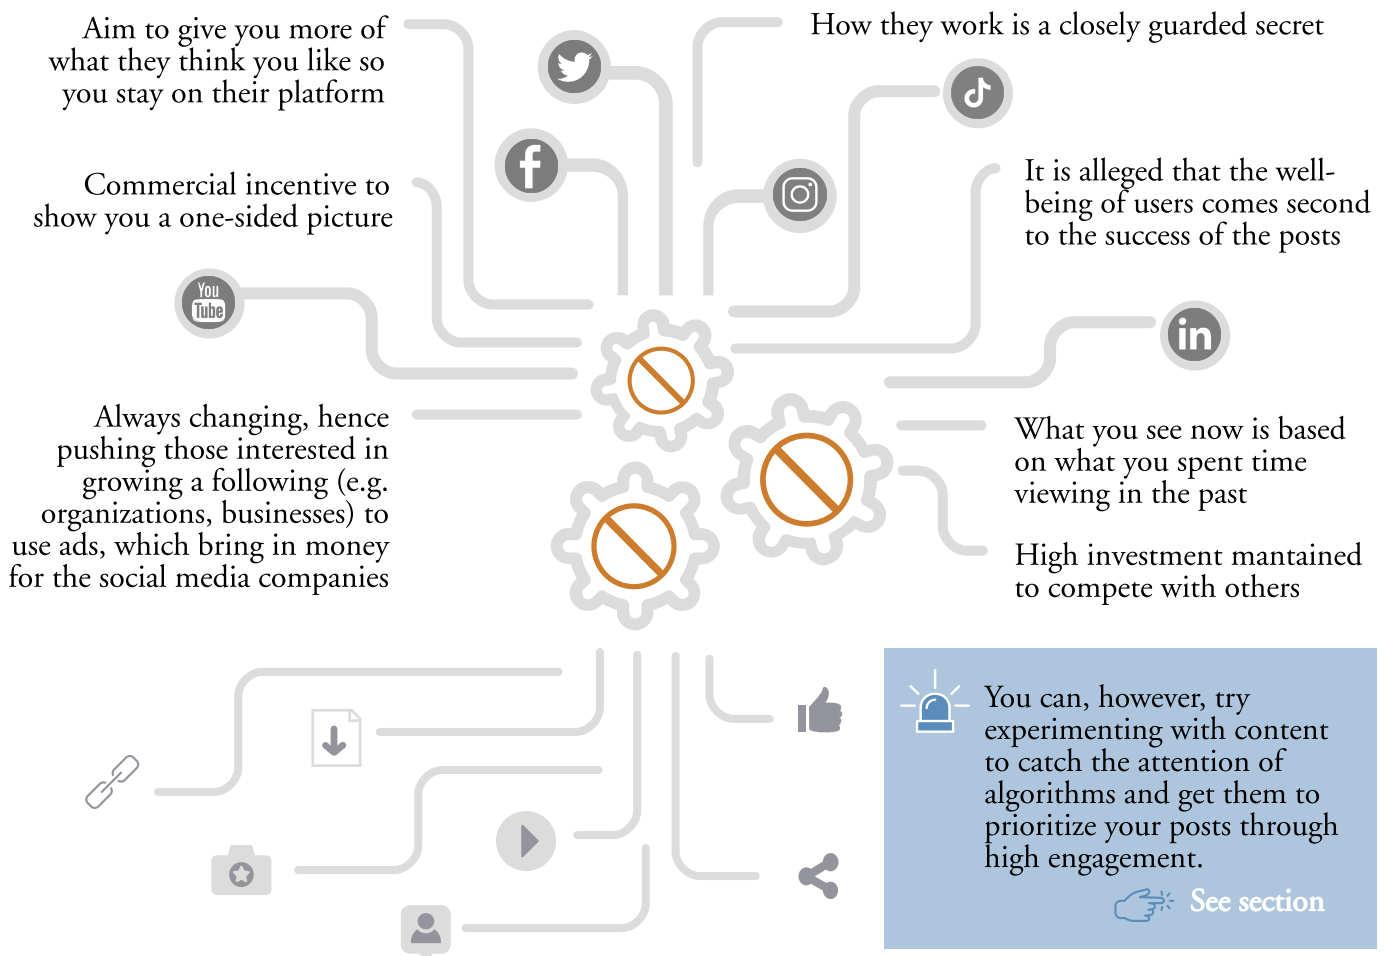 Aim to give you more of
what they think you like so
you stay on their platform
How they work is a closely guarded secret
Commercial incentive to
show you a one-sided picture
It is alleged that the well-
being of users comes second
to the success of the posts
You
Tube
in
Always changing, hence
pushing those interested in
growing a following (e.g.
organizations, businesses) to
use ads, which bring in money
for the social media companies
What you see now is based
on what you spent time
viewing in the past
High investment mantained
to compete with others
You can, however, try
experimenting with content
to catch the attention of
algorithms and get them to
prioritize your posts through
high engagement.
See section